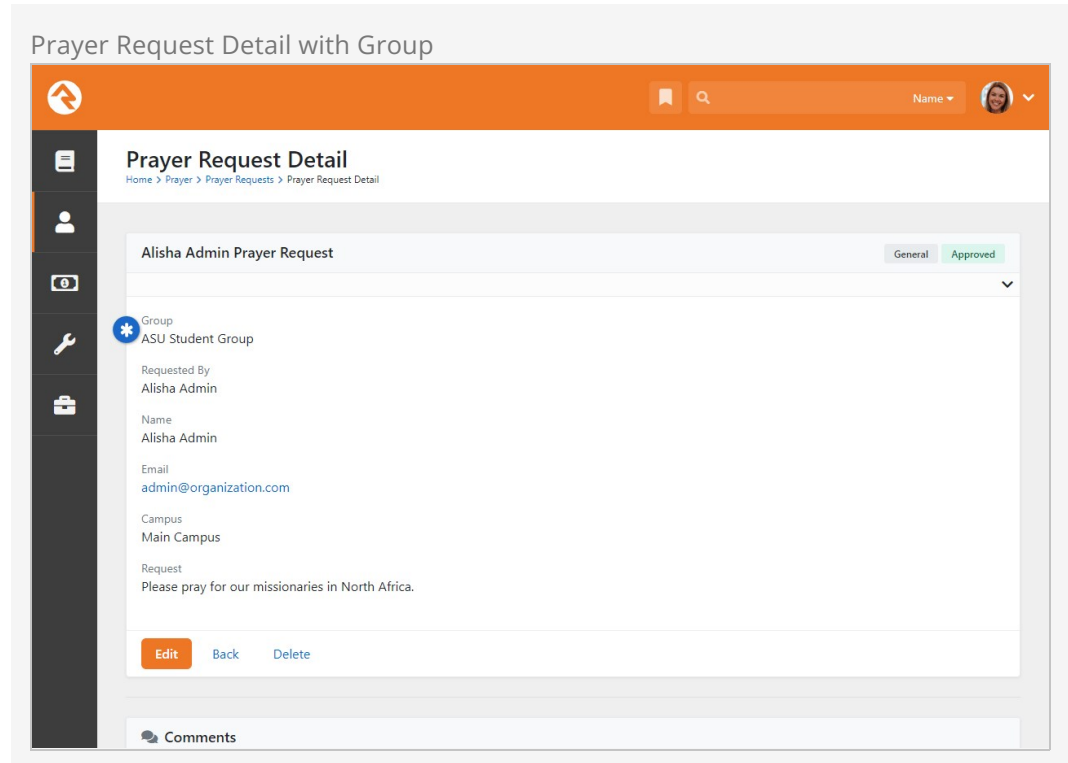 Prayer Request Detail with Group
Name
Prayer Request Detail
Home > Prayer > Prayer Requests > Prayer Request Detail
Alisha Admin Prayer Request
General Approved
Group
ASU Student Group
Requested By
Alisha Admin
Name
Alisha Admin
Email
admin@organization.com
Campus
Main Campus
Request
Please pray for our missionaries in North Africa.
Edit Back Delete
Comments